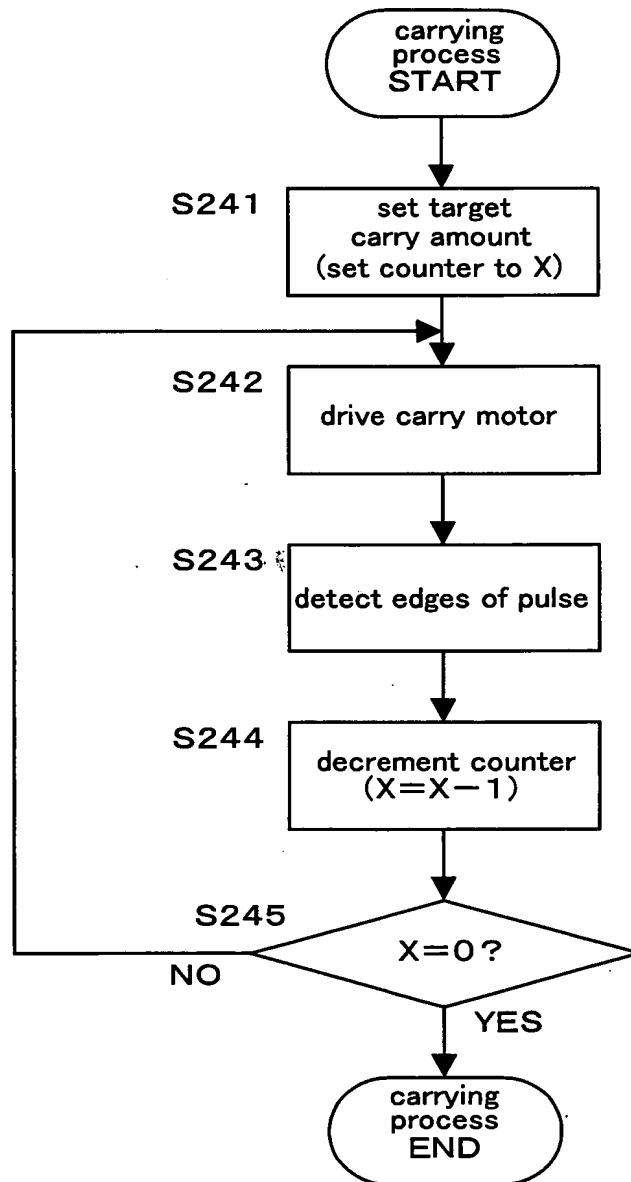 carrying
process
START
S241
set target
carry amount
(set counter to X)
S242
drive carry motor
S243
detect edges of pulse
S244
decrement counter
(X=X−1)
S245
X=0?
NO
YES
carrying
process
END